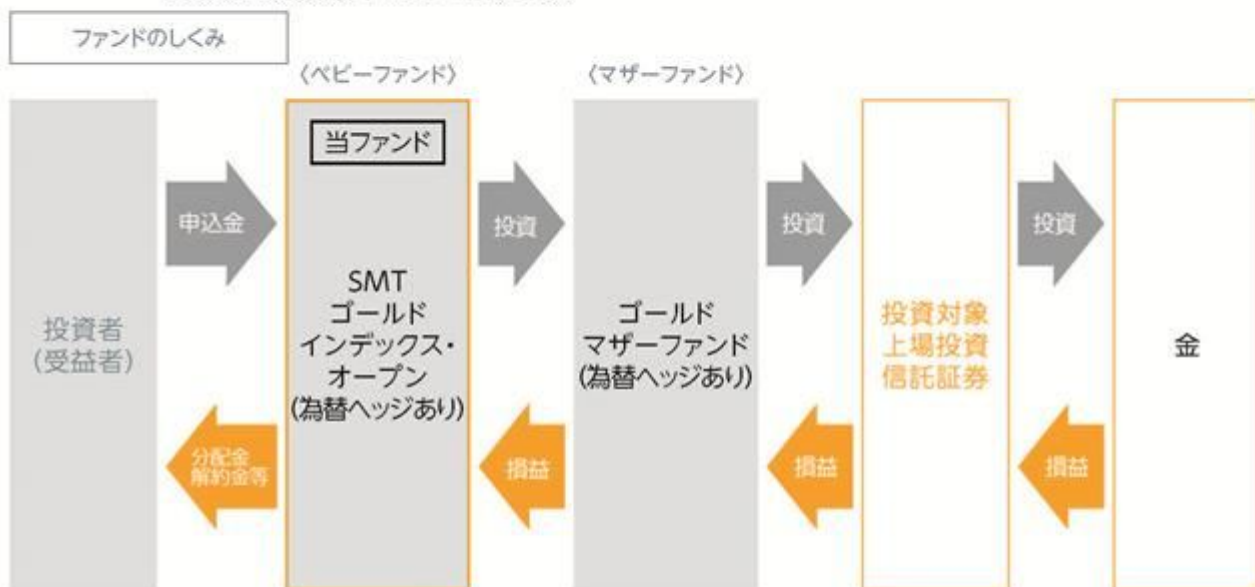 ファンドのしくみ
〈ベビーファンド〉
〈マザーファンド〉
投資者
(受益者)
申込金
分配金
解約金等
当ファンド
SMT
ゴールド
インデックス・
オープン
(為替ヘッジあり)
投資
損益
ゴールド
マザーファンド
(為替ヘッジあり)
投資
損益
投資対象
上場投資
信託証券
投資
損益
金